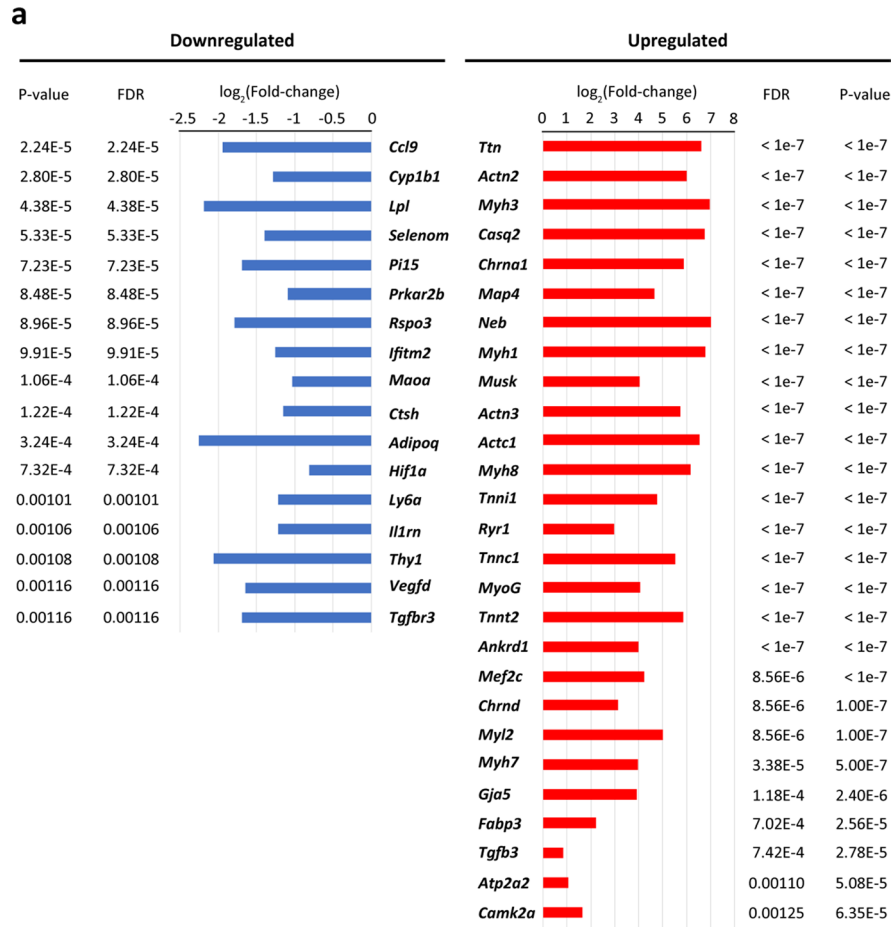 a
Downregulated Upregulated
P-value FDR log2(Fold-change) log2(Fold-change) FDR P-value
-2.5 -2 -1.5 -1 -0.5 0 0 1 2 3 4 5 6 7 8
2.24E-5 2.24E-5 Ccl9 Ttn < 1e-7 < 1e-7
2.80E-5 2.80E-5 Cyp1b1 Actn2 < 1e-7 < 1e-7
4.38E-5 4.38E-5 Lpl Myh3 < 1e-7 < 1e-7
5.33E-5 5.33E-5 Selenom Casq2 < 1e-7 < 1e-7
7.23E-5 7.23E-5 Pi15 Chrna1 < 1e-7 < 1e-7
8.48E-5 8.48E-5 Prkar2b Map4 < 1e-7 < 1e-7
8.96E-5 8.96E-5 Rspo3 Neb < 1e-7 < 1e-7
9.91E-5 9.91E-5 Ifitm2 Myh1 < 1e-7 < 1e-7
1.06E-4 1.06E-4 Maoa Musk < 1e-7 < 1e-7
1.22E-4 1.22E-4 Ctsh Actn3 < 1e-7 < 1e-7
3.24E-4 3.24E-4 Adipoq Actc1 < 1e-7 < 1e-7
7.32E-4 7.32E-4 Hif1a Myh8 < 1e-7 < 1e-7
0.00101 0.00101 Ly6a Tnni1 < 1e-7 < 1e-7
0.00106 0.00106 Il1rn Ryr1 < 1e-7 < 1e-7
0.00108 0.00108 Thy1 Tnnc1 < 1e-7 < 1e-7
0.00116 0.00116 Vegfd MyoG < 1e-7 < 1e-7
0.00116 0.00116 Tgfbr3 Tnnt2 < 1e-7 < 1e-7
Ankrd1 < 1e-7 < 1e-7
Mef2c 8.56E-6 < 1e-7
Chrnd 8.56E-6 1.00E-7
Myl2 8.56E-6 1.00E-7
Myh7 3.38E-5 5.00E-7
Gja5 1.18E-4 2.40E-6
Fabp3 7.02E-4 2.56E-5
Tgfb3 7.42E-4 2.78E-5
Atp2a2 0.00110 5.08E-5
Camk2a 0.00125 6.35E-5